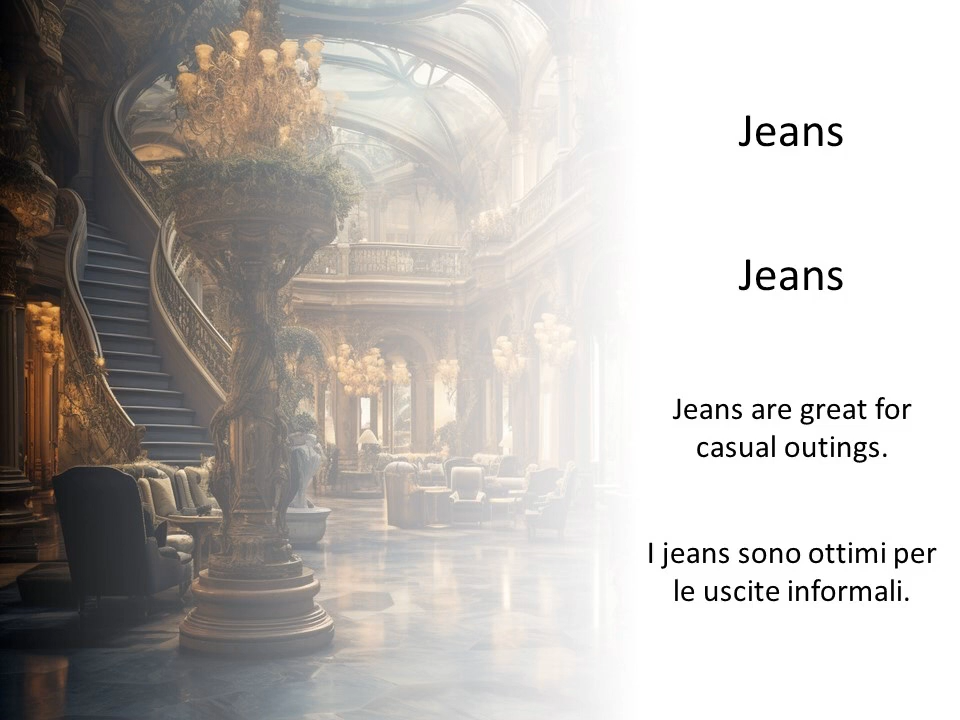 Jeans
Jeans
Jeans are great for
casual outings.
I jeans sono ottimi per
le uscite informali.